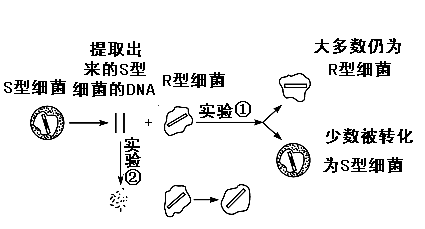 S型细菌
提取出
来的S型
细菌的DNA
R型细菌
+
实验①
实验②
大多数仍为
R型细菌
少数被转化
为S型细菌